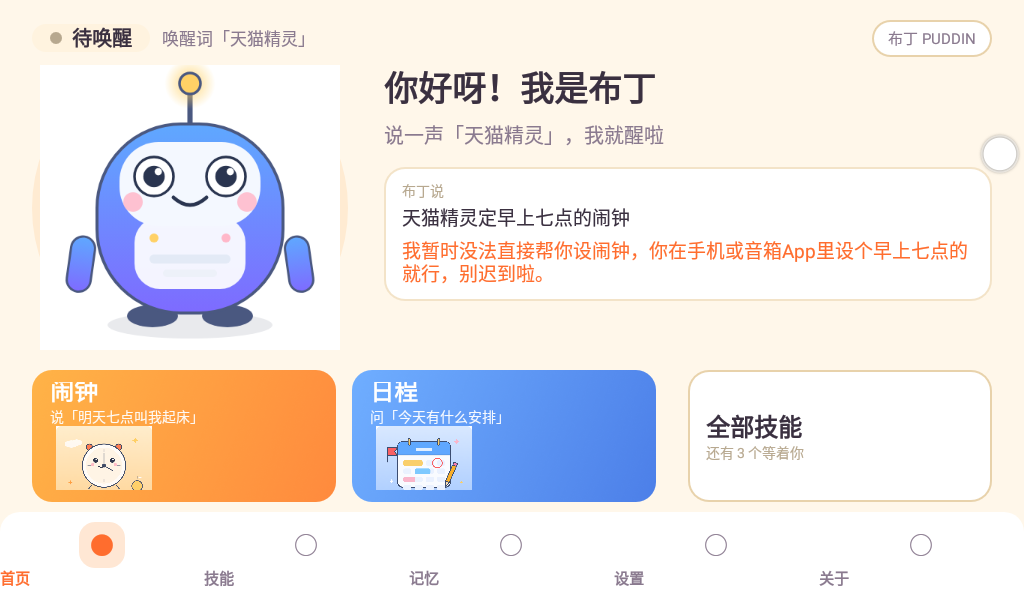 待唤醒
唤醒词「天猫精灵」
布丁 PUDDIN
你好呀！我是布丁
说一声「天猫精灵」，我就醒啦
布丁说
天猫精灵定早上七点的闹钟
我暂时没法直接帮你设闹钟，你在手机或音箱App里设个早上七点的
就行，别迟到啦。
闹钟
说「明天七点叫我起床」
日程
问「今天有什么安排」
全部技能
还有 3 个等着你
首页
技能
记忆
设置
关于